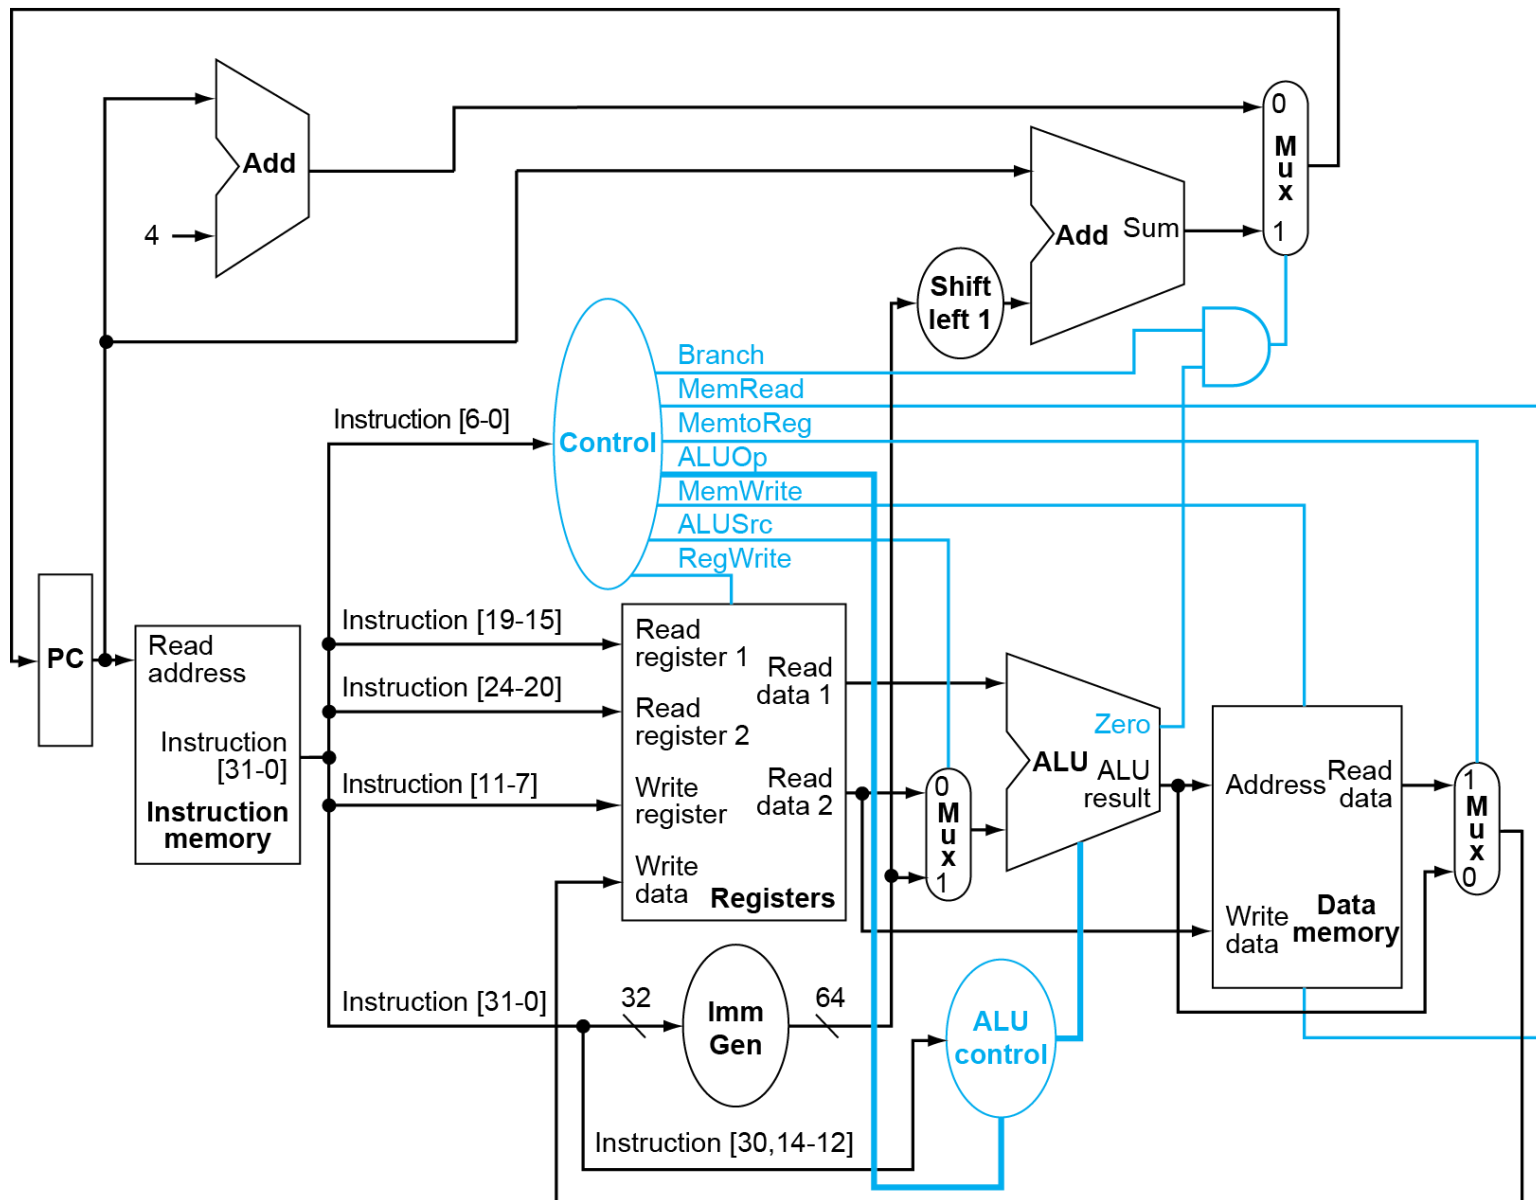 Add
4
0
M
u
x
1
Add Sum
Shift
left 1
Branch
MemRead
MemtoReg
ALUOp
MemWrite
ALUSrc
RegWrite
Instruction [6-0]
Control
PC
Read
address
Instruction
[31-0]
Instruction
memory
Instruction [19-15]
Instruction [24-20]
Instruction [11-7]
Read
register 1
Read
data 1
Read
register 2
Write
register
Read
data 2
Write
data
Registers
0
M
u
x
1
Zero
ALU
ALU
result
Address
Read
data
Write
data
Data
memory
1
M
u
x
0
Instruction [31-0]
32
Imm
Gen
64
ALU
control
Instruction [30,14-12]